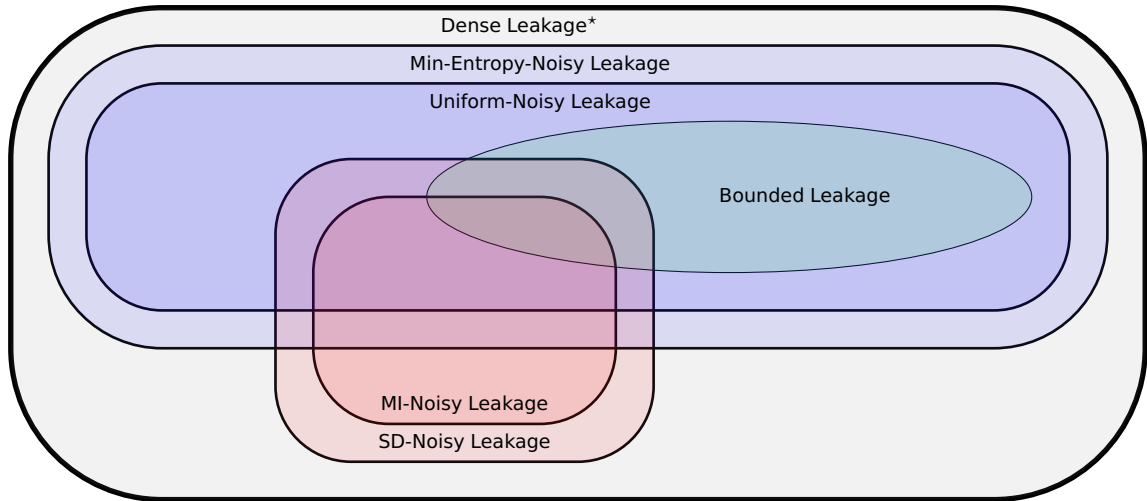 Dense Leakage*
Min-Entropy-Noisy Leakage
Uniform-Noisy Leakage
Bounded Leakage
MI-Noisy Leakage
SD-Noisy Leakage